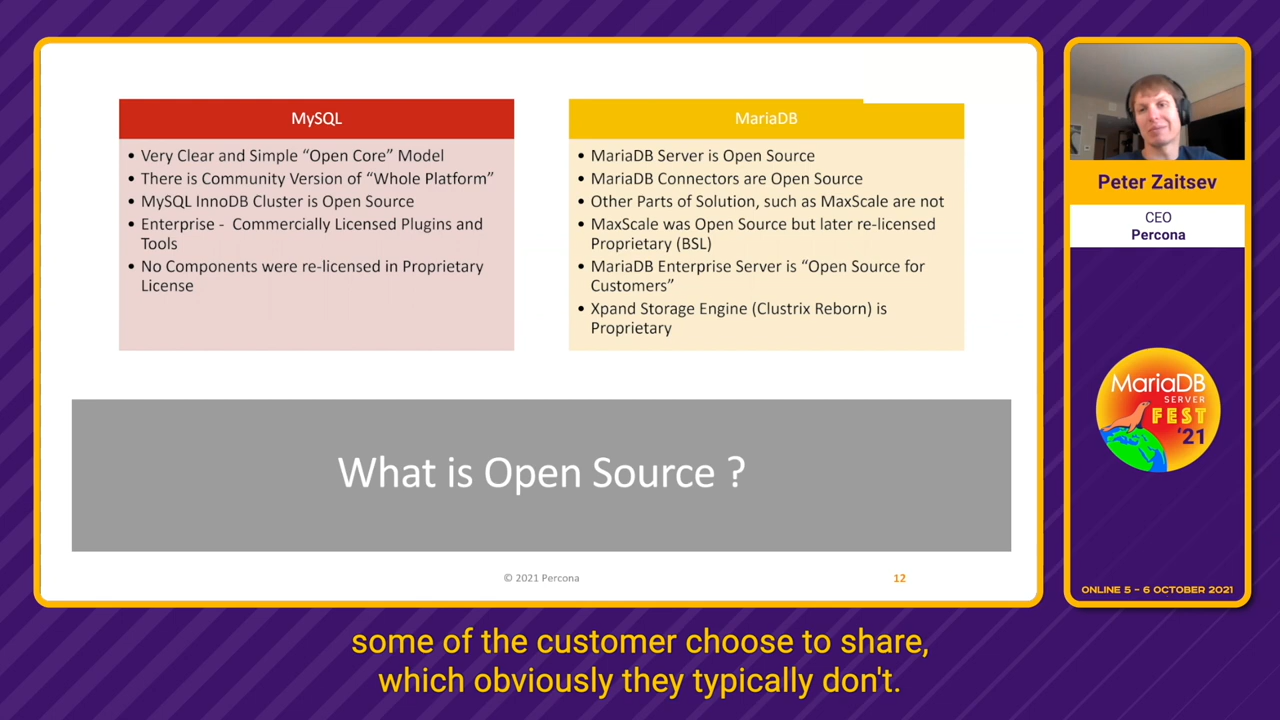 MySQL
• Very Clear and Simple “Open Core” Model
• There is Community Version of “Whole Platform”
• MySQL InnoDB Cluster is Open Source
• Enterprise - Commercially Licensed Plugins and
Tools
• No Components were re-licensed in Proprietary
License
MariaDB
• MariaDB Server is Open Source
• MariaDB Connectors are Open Source
• Other Parts of Solution, such as MaxScale are not
• MaxScale was Open Source but later re-licensed
Proprietary (BSL)
• MariaDB Enterprise Server is “Open Source for
Customers”
• Xpand Storage Engine (Clustrix Reborn) is
Proprietary
What is Open Source ?
© 2021 Percona
12
Peter Zaitsev
CEO
Percona
MariaDB
SERVER
FEST
'21
ONLINE 5 – 6 OCTOBER 2021
some of the customer choose to share,
which obviously they typically don't.